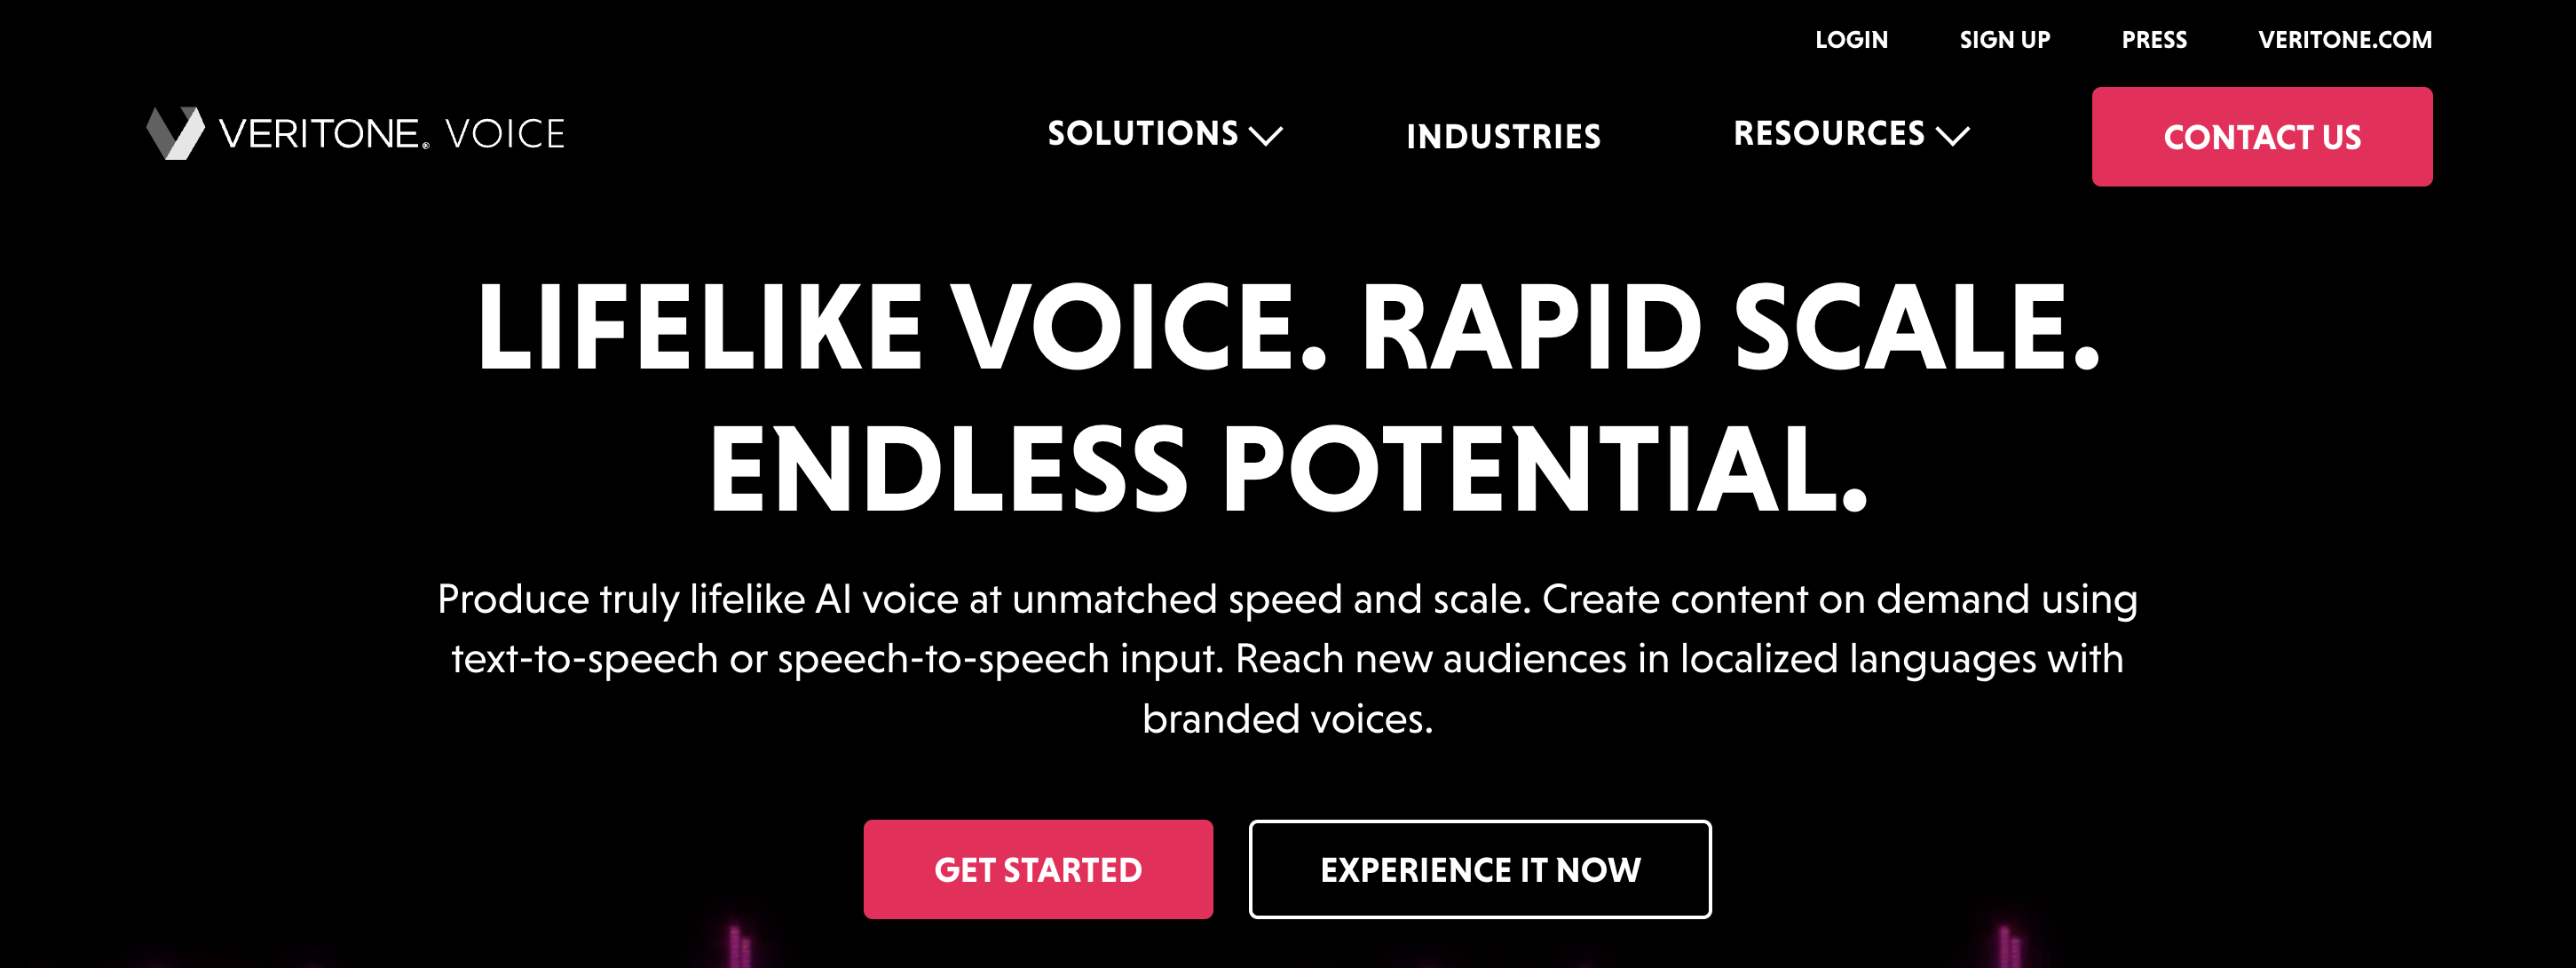 LOGIN SIGN UP PRESS VERITONE.COM
VERITONE® VOICE SOLUTIONS INDUSTRIES RESOURCES CONTACT US
LIFELIKE VOICE. RAPID SCALE.
ENDLESS POTENTIAL.
Produce truly lifelike AI voice at unmatched speed and scale. Create content on demand using
text-to-speech or speech-to-speech input. Reach new audiences in localized languages with
branded voices.
GET STARTED EXPERIENCE IT NOW